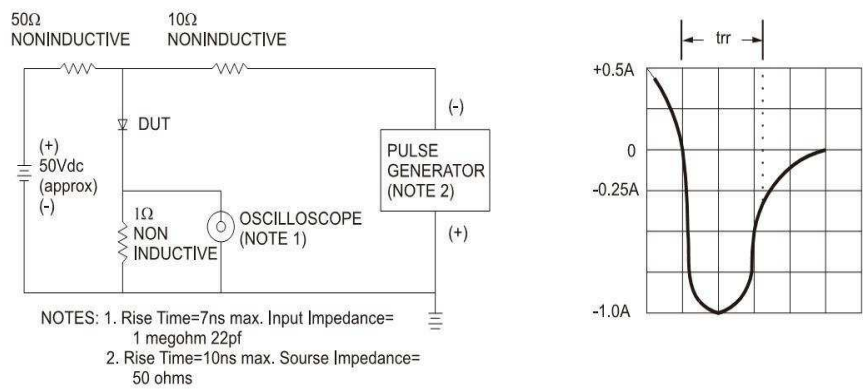 50Ω
NONINDUCTIVE
10Ω
NONINDUCTIVE
DUT
(+)
50Vdc
(approx)
(-)
1Ω
NON
INDUCTIVE
OSCILLOSCOPE
(NOTE 1)
(-)
PULSE
GENERATOR
(NOTE 2)
(+)
NOTES: 1. Rise Time=7ns max. Input Impedance=
1 megohm 22pf
2. Rise Time=10ns max. Sourse Impedance=
50 ohms
trr
+0.5A
0
-0.25A
-1.0A